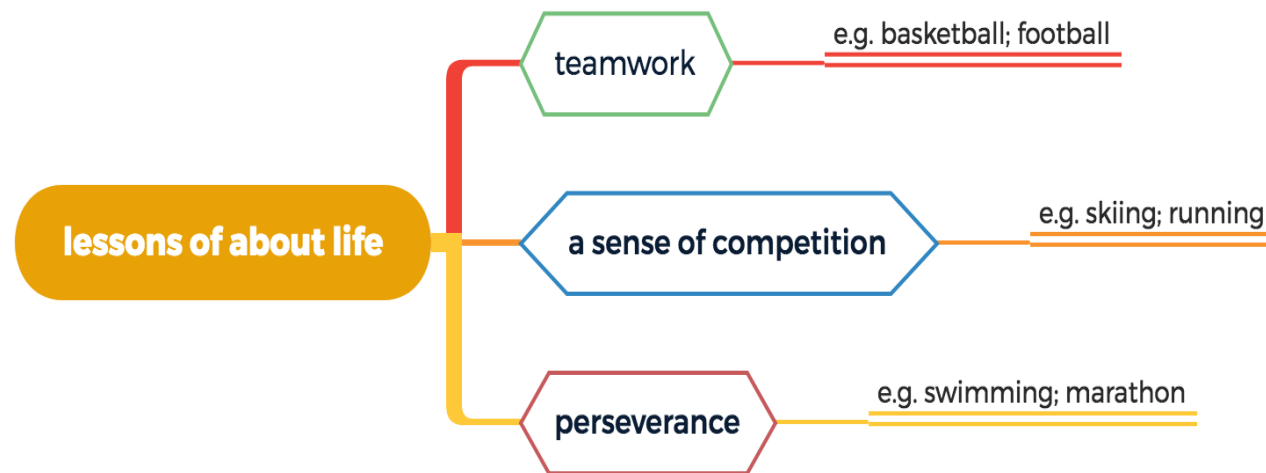 teamwork
e.g. basketball; football
lessons of about life
a sense of competition
e.g. skiing; running
perseverance
e.g. swimming; marathon